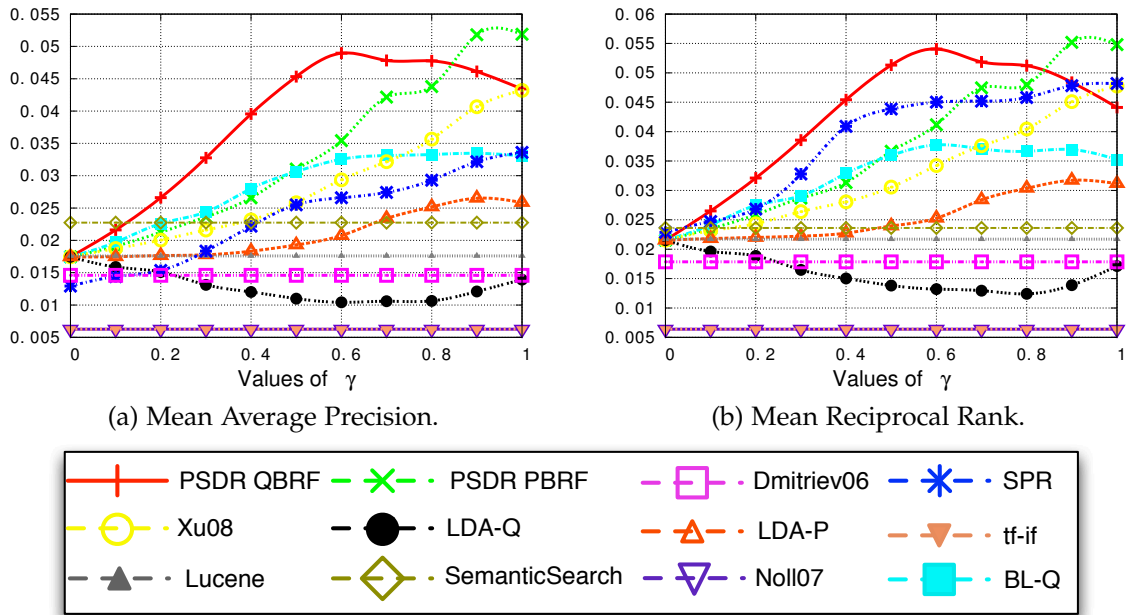 0. 055
0. 05
0. 045
0. 04
0. 035
0. 03
0. 025
0. 02
0. 015
0. 01
0. 005
0 0. 2 0. 4 0. 6 0. 8 1
Values of γ
(a) Mean Average Precision.
0. 06
0. 055
0. 05
0. 045
0. 04
0. 035
0. 03
0. 025
0. 02
0. 015
0. 01
0. 005
0 0. 2 0. 4 0. 6 0. 8 1
Values of γ
(b) Mean Reciprocal Rank.
PSDR QBRF PSDR PBRF Dmitriev06 SPR
Xu08 LDA-Q LDA-P tf-if
Lucene SemanticSearch Noll07 BL-Q